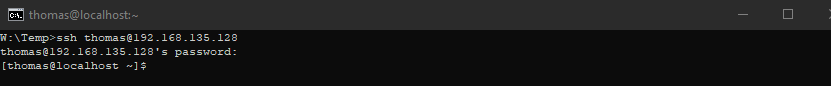 thomas@localhost:~
W:\Temp>ssh thomas@192.168.135.128
thomas@192.168.135.128's password:
[thomas@localhost ~]$